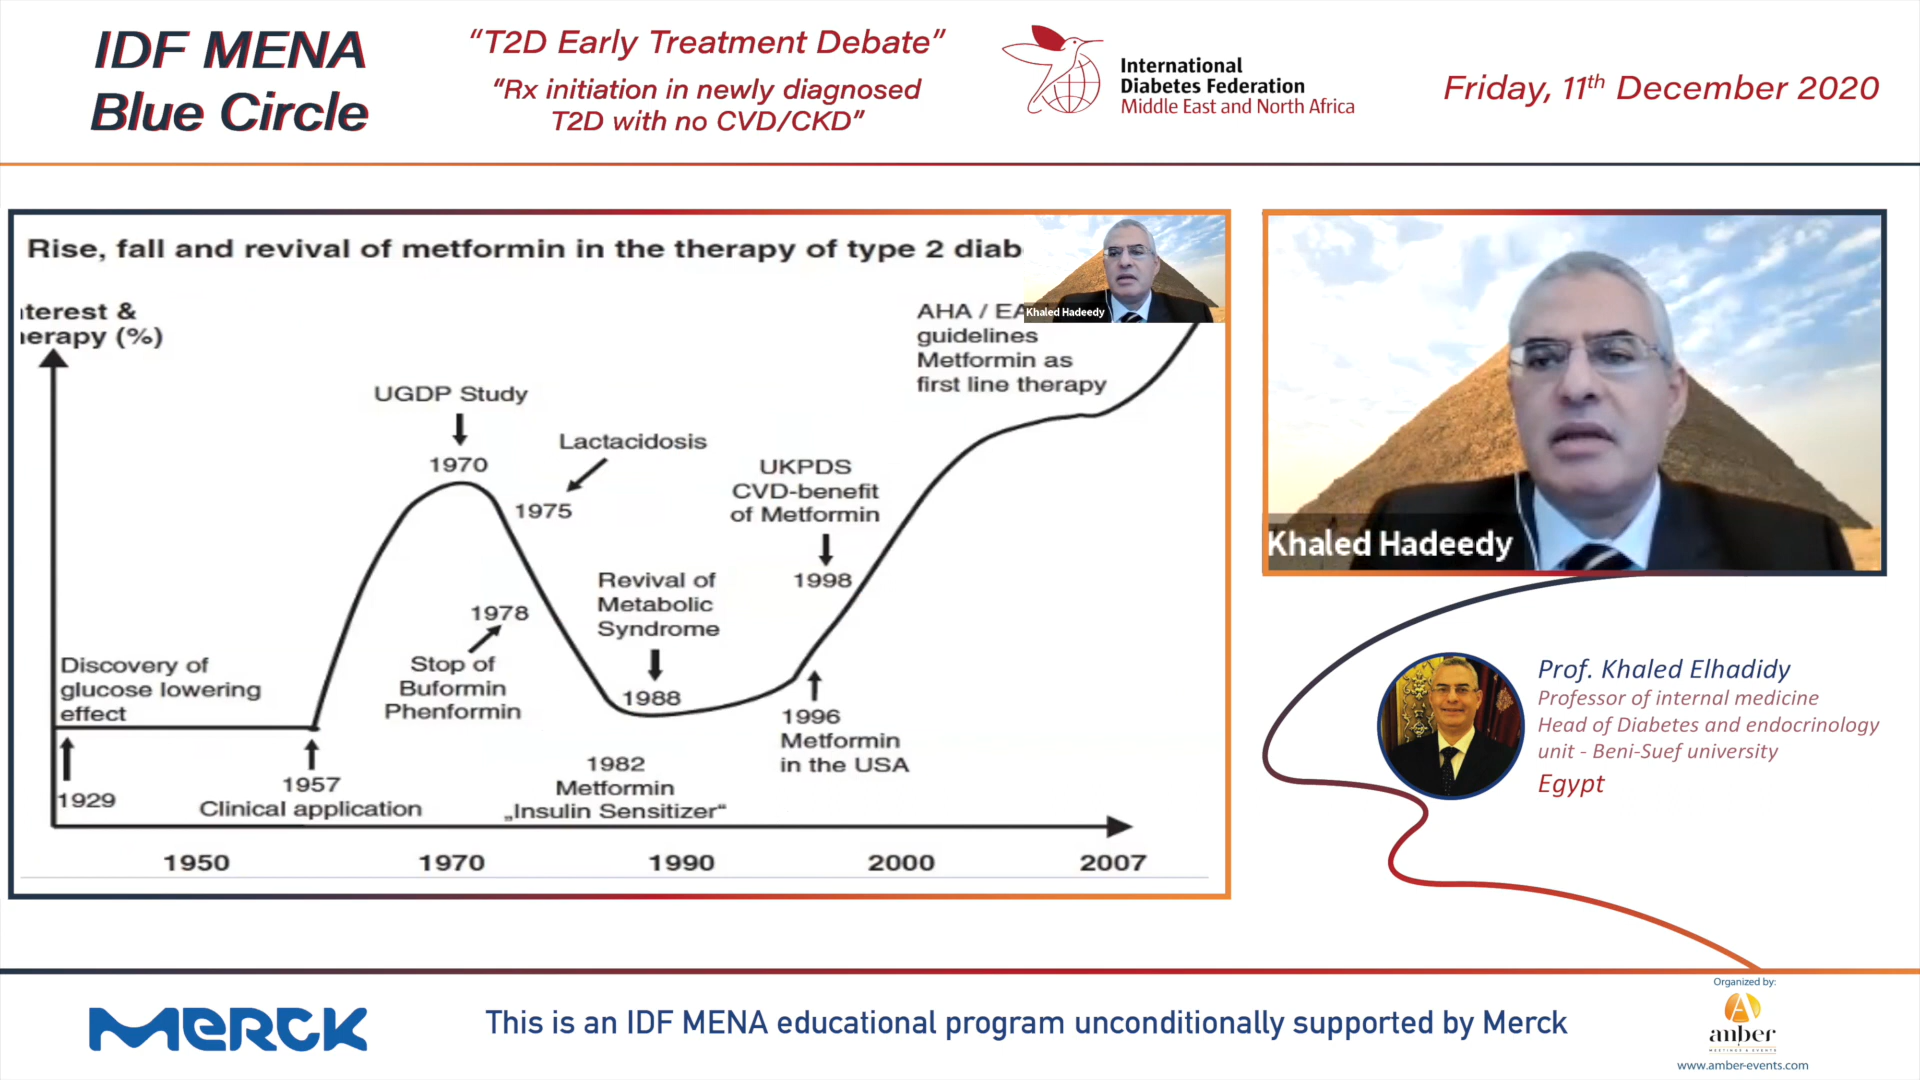 IDF MENA
Blue Circle
“T2D Early Treatment Debate”
“Rx initiation in newly diagnosed
T2D with no CVD/CKD”
International
Diabetes Federation
Middle East and North Africa
Friday, 11th December 2020
Rise, fall and revival of metformin in the therapy of type 2 diab
terest &
erapy (%)
AHA / EA
guidelines
Metformin as
first line therapy
Khaled Hadeedy
UGDP Study
1970
Lactacidosis
1975
UKPDS
CVD-benefit
of Metformin
1998
Revival of
Metabolic
Syndrome
1988
1978
Stop of
Buformin
Phenformin
Discovery of
glucose lowering
effect
1929
1957
Clinical application
1982
Metformin
„Insulin Sensitizer“
1996
Metformin
in the USA
1950 1970 1990 2000 2007
Khaled Hadeedy
Prof. Khaled Elhadidy
Professor of internal medicine
Head of Diabetes and endocrinology
unit - Beni-Suef university
Egypt
MERCK
This is an IDF MENA educational program unconditionally supported by Merck
Organized by:
amber
MEETINGS & EVENTS
www.amber-events.com